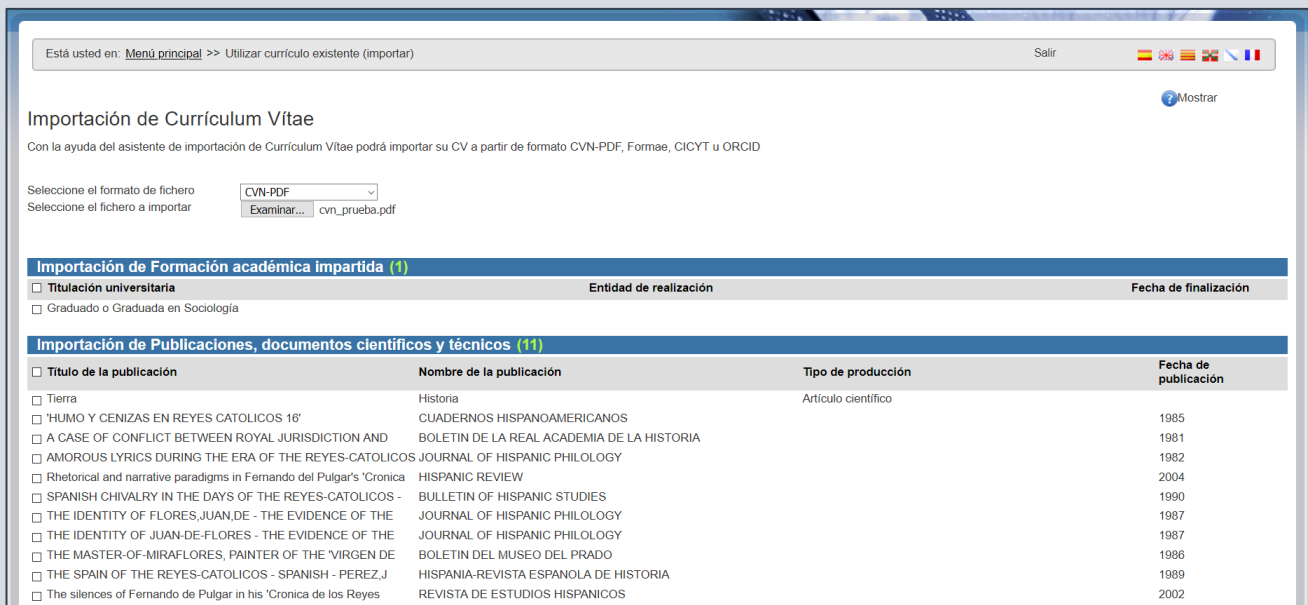 Está usted en: Menú principal >> Utilizar currículo existente (importar) Salir
Mostrar
Importación de Currículum Vítae
Con la ayuda del asistente de importación de Currículum Vítae podrá importar su CV a partir de formato CVN-PDF, Formae, CICYT u ORCID
Seleccione el formato de fichero CVN-PDF
Seleccione el fichero a importar Examinar... cvn_prueba.pdf
Importación de Formación académica impartida (1)
Titulación universitaria Entidad de realización Fecha de finalización
Graduado o Graduada en Sociología
Importación de Publicaciones, documentos científicos y técnicos (11)
Título de la publicación Nombre de la publicación Tipo de producción Fecha de publicación
Tierra Historia Artículo científico
'HUMO Y CENIZAS EN REYES CATOLICOS 16' CUADERNOS HISPANOAMERICANOS 1985
A CASE OF CONFLICT BETWEEN ROYAL JURISDICTION AND BOLETIN DE LA REAL ACADEMIA DE LA HISTORIA 1981
AMOROUS LYRICS DURING THE ERA OF THE REYES-CATOLICOS JOURNAL OF HISPANIC PHILOLOGY 1982
Rhetorical and narrative paradigms in Fernando del Pulgar's 'Cronica HISPANIC REVIEW 2004
SPANISH CHIVALRY IN THE DAYS OF THE REYES-CATOLICOS - BULLETIN OF HISPANIC STUDIES 1990
THE IDENTITY OF FLORES,JUAN,DE - THE EVIDENCE OF THE JOURNAL OF HISPANIC PHILOLOGY 1987
THE IDENTITY OF JUAN-DE-FLORES - THE EVIDENCE OF THE JOURNAL OF HISPANIC PHILOLOGY 1987
THE MASTER-OF-MIRAFLORES, PAINTER OF THE 'VIRGEN DE BOLETIN DEL MUSEO DEL PRADO 1986
THE SPAIN OF THE REYES-CATOLICOS - SPANISH - PEREZ,J HISPANIA-REVISTA ESPANOLA DE HISTORIA 1989
The silences of Fernando de Pulgar in his 'Cronica de los Reyes REVISTA DE ESTUDIOS HISPANICOS 2002